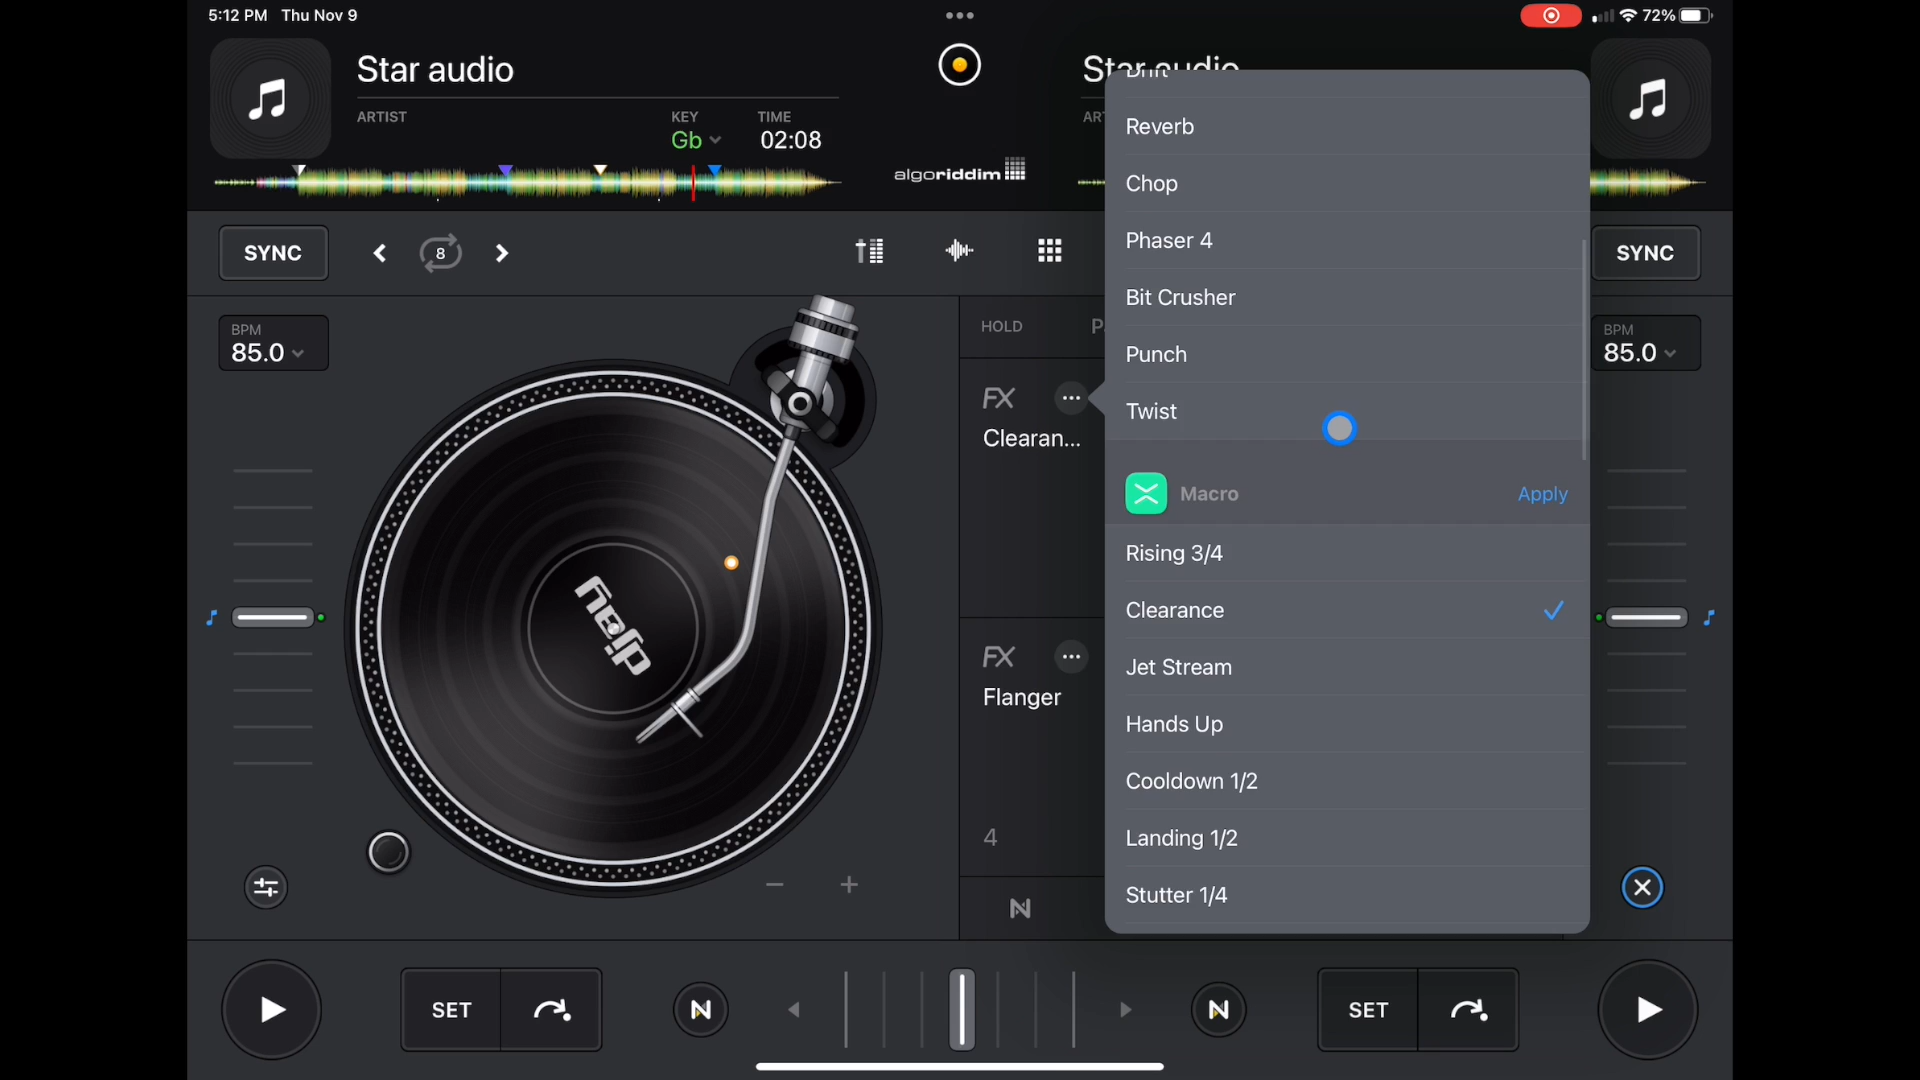 5:12 PM Thu Nov 9
72%
Star audio
ARTIST
KEY
Gb
TIME
02:08
algoriddim
Star audio
SYNC
8
SYNC
BPM
85.0
BPM
85.0
djay
HOLD
FX
Clearan...
FX
Flanger
4
Drift
Reverb
Chop
Phaser 4
Bit Crusher
Punch
Twist
Macro
Apply
Rising 3/4
Clearance
Jet Stream
Hands Up
Cooldown 1/2
Landing 1/2
Stutter 1/4
SET
SET